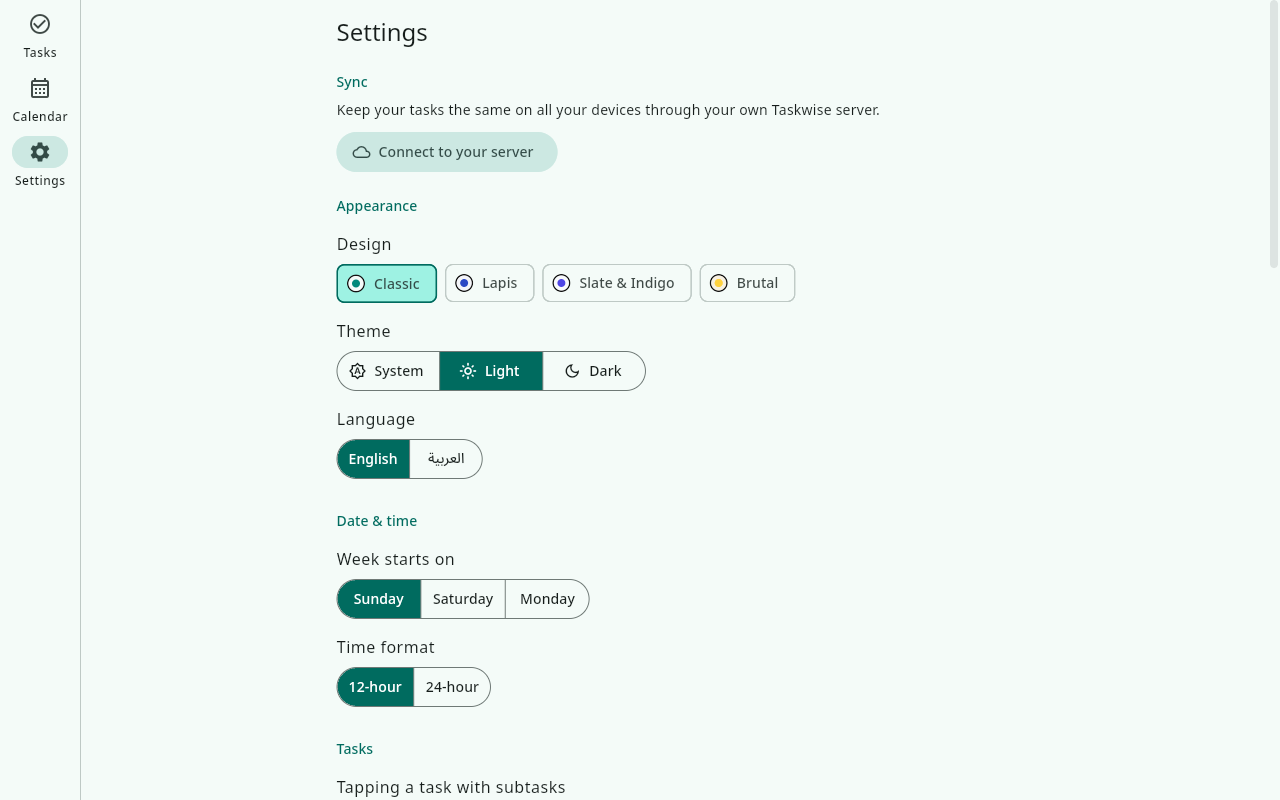 Tasks
Calendar
Settings
Settings
Sync
Keep your tasks the same on all your devices through your own Taskwise server.
Connect to your server
Appearance
Design
Classic
Lapis
Slate & Indigo
Brutal
Theme
System
Light
Dark
Language
English
العربية
Date & time
Week starts on
Sunday
Saturday
Monday
Time format
12-hour
24-hour
Tasks
Tapping a task with subtasks